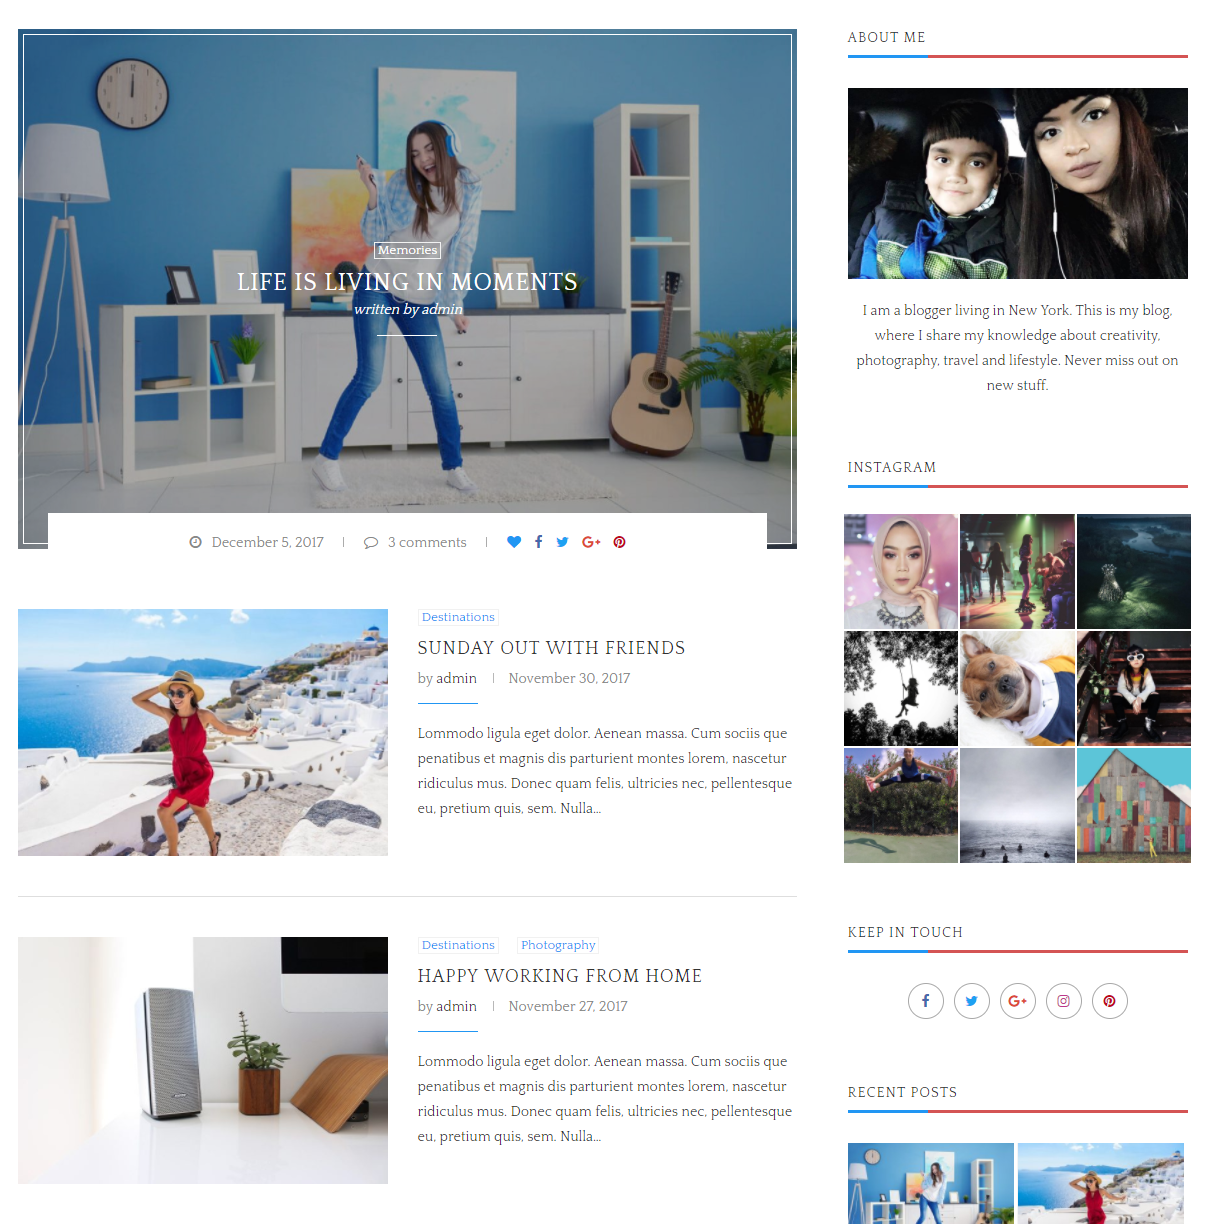 Memories
LIFE IS LIVING IN MOMENTS
written by admin
December 5, 2017
3 comments
Destinations
SUNDAY OUT WITH FRIENDS
by admin
November 30, 2017
Lommodo ligula eget dolor. Aenean massa. Cum sociis que
penatibus et magnis dis parturient montes lorem, nascetur
ridiculus mus. Donec quam felis, ultricies nec, pellentesque
eu, pretium quis, sem. Nulla...
Destinations
Photography
HAPPY WORKING FROM HOME
by admin
November 27, 2017
Lommodo ligula eget dolor. Aenean massa. Cum sociis que
penatibus et magnis dis parturient montes lorem, nascetur
ridiculus mus. Donec quam felis, ultricies nec, pellentesque
eu, pretium quis, sem. Nulla...
ABOUT ME
I am a blogger living in New York. This is my blog,
where I share my knowledge about creativity,
photography, travel and lifestyle. Never miss out on
new stuff.
INSTAGRAM
KEEP IN TOUCH
RECENT POSTS